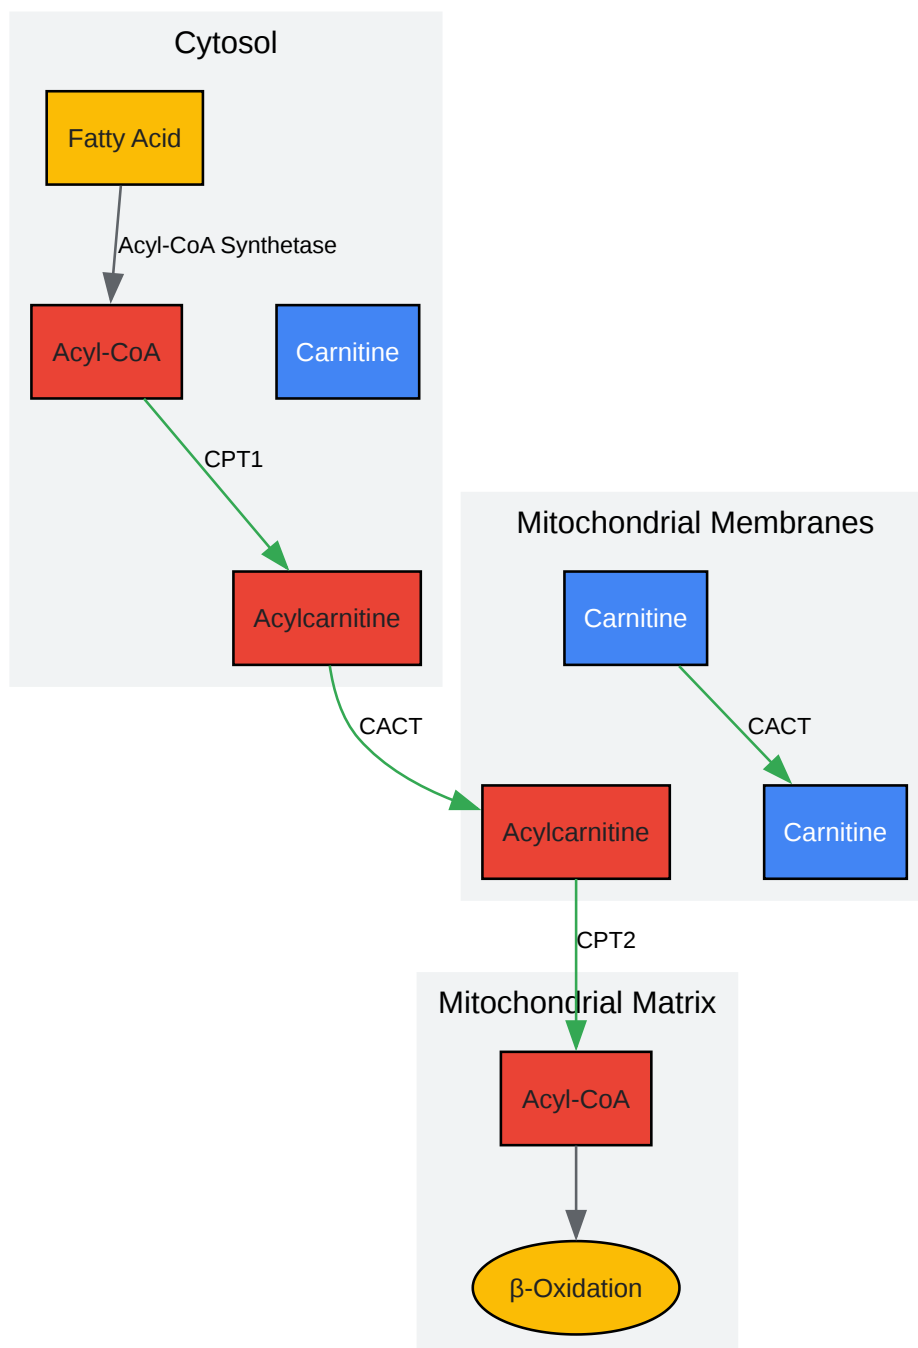 Cytosol
Fatty Acid
Acyl-CoA Synthetase
Acyl-CoA
Carnitine
CPT1
Acylcarnitine
Mitochondrial Membranes
Carnitine
CACT
CACT
Acylcarnitine
Carnitine
CPT2
Mitochondrial Matrix
Acyl-CoA
β-Oxidation